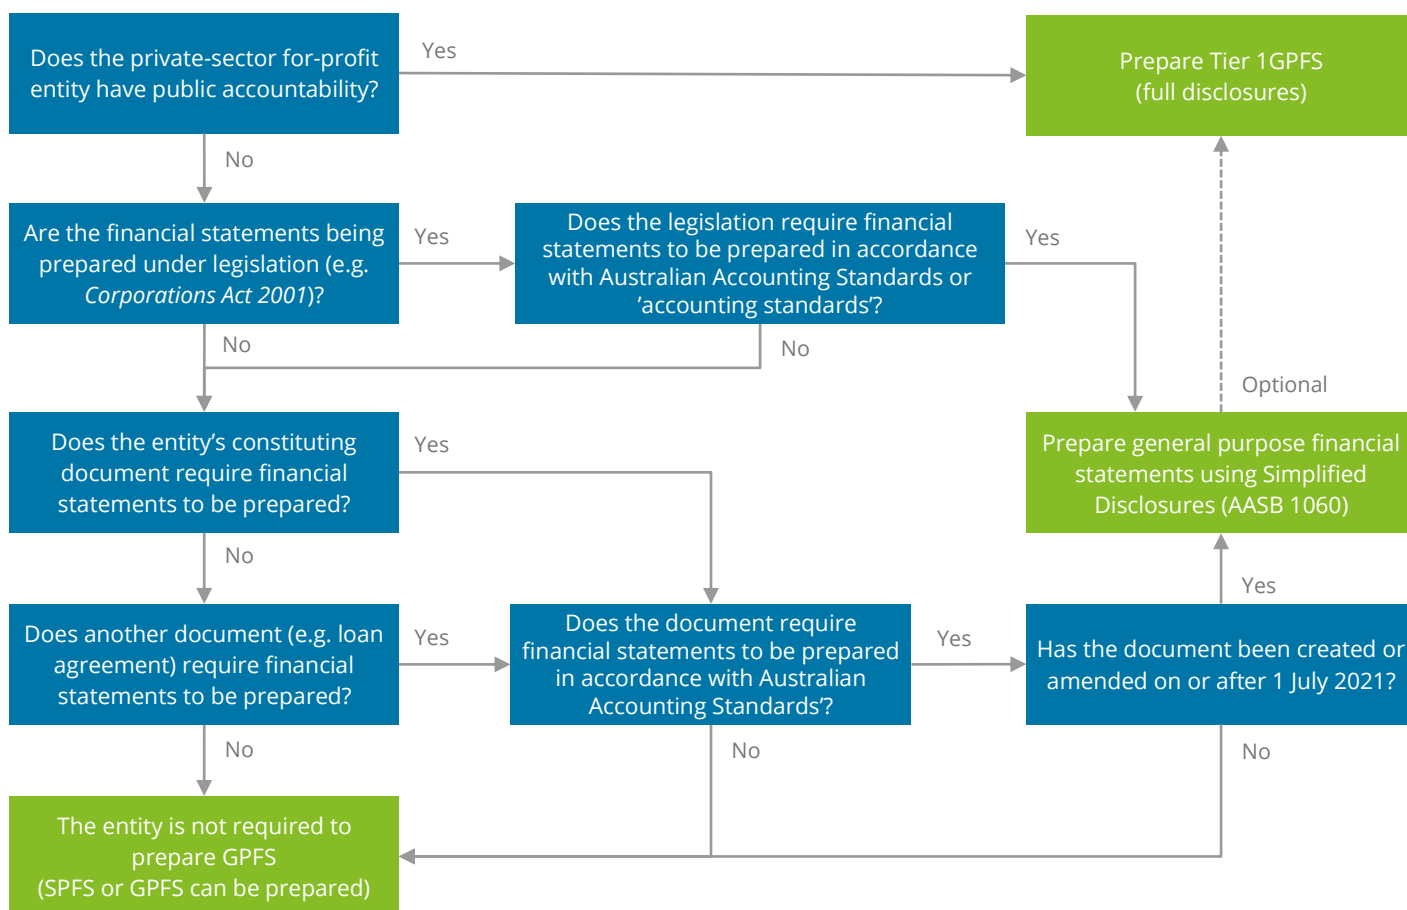 Does the private-sector for-profit
entity have public accountability?
Yes
Prepare Tier 1GPFS
(full disclosures)
No
Are the financial statements being
prepared under legislation (e.g.
Corporations Act 2001)?
Yes
Does the legislation require financial
statements to be prepared in accordance
with Australian Accounting Standards or
’accounting standards’?
Yes
No
No
Optional
Does the entity’s constituting
document require financial
statements to be prepared?
Yes
Prepare general purpose financial
statements using Simplified
Disclosures (AASB 1060)
No
Yes
Does another document (e.g. loan
agreement) require financial
statements to be prepared?
Yes
Does the document require
financial statements to be prepared
in accordance with Australian
Accounting Standards’?
Yes
Has the document been created or
amended on or after 1 July 2021?
No
No
No
The entity is not required to
prepare GPFS
(SPFS or GPFS can be prepared)